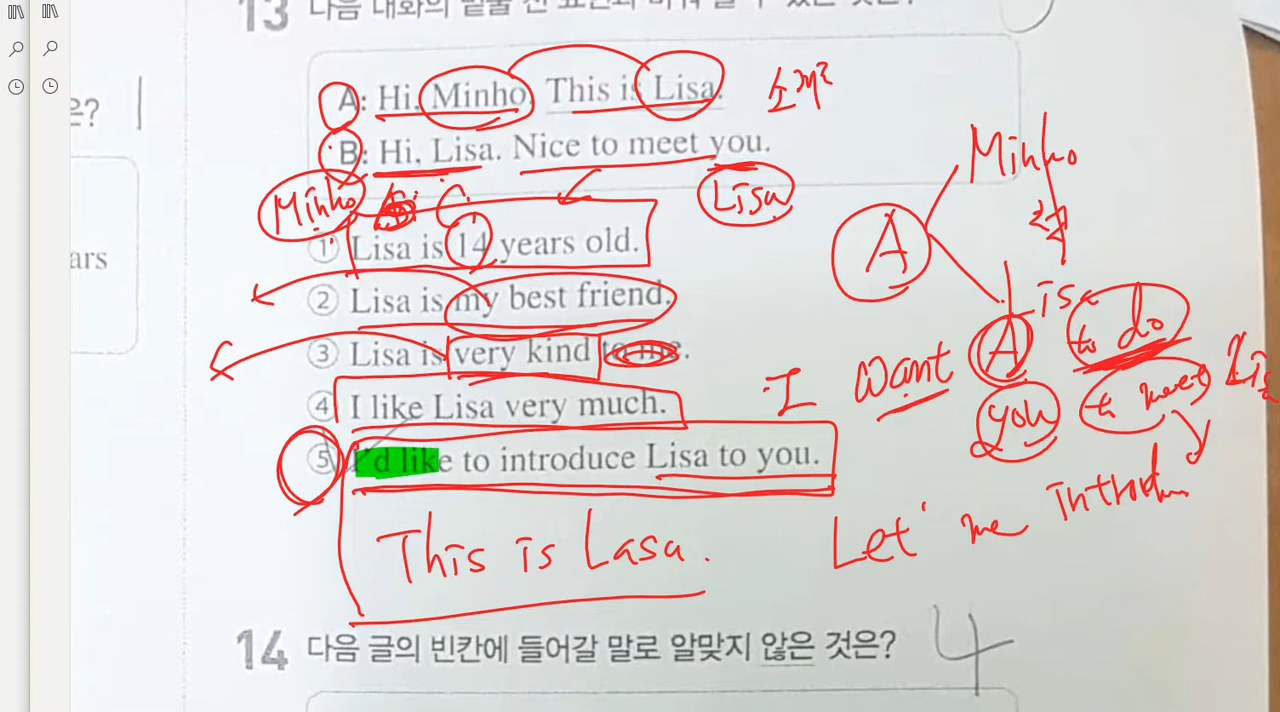 13 다음 대화의 밑줄 친 표현과 바꿔 쓸 수 있는 것은?
은?
A: Hi, Minho. This is Lisa. 소개
B: Hi, Lisa. Nice to meet you.
Minho
Lisa
Minho
A
① Lisa is 14 years old.
ars
② Lisa is my best friend.
③ Lisa is very kind to me.
I want A to do
④ I like Lisa very much.
you to meet
⑤ I'd like to introduce Lisa to you.
This is Lasa.
Let me
14 다음 글의 빈칸에 들어갈 말로 알맞지 않은 것은? 4